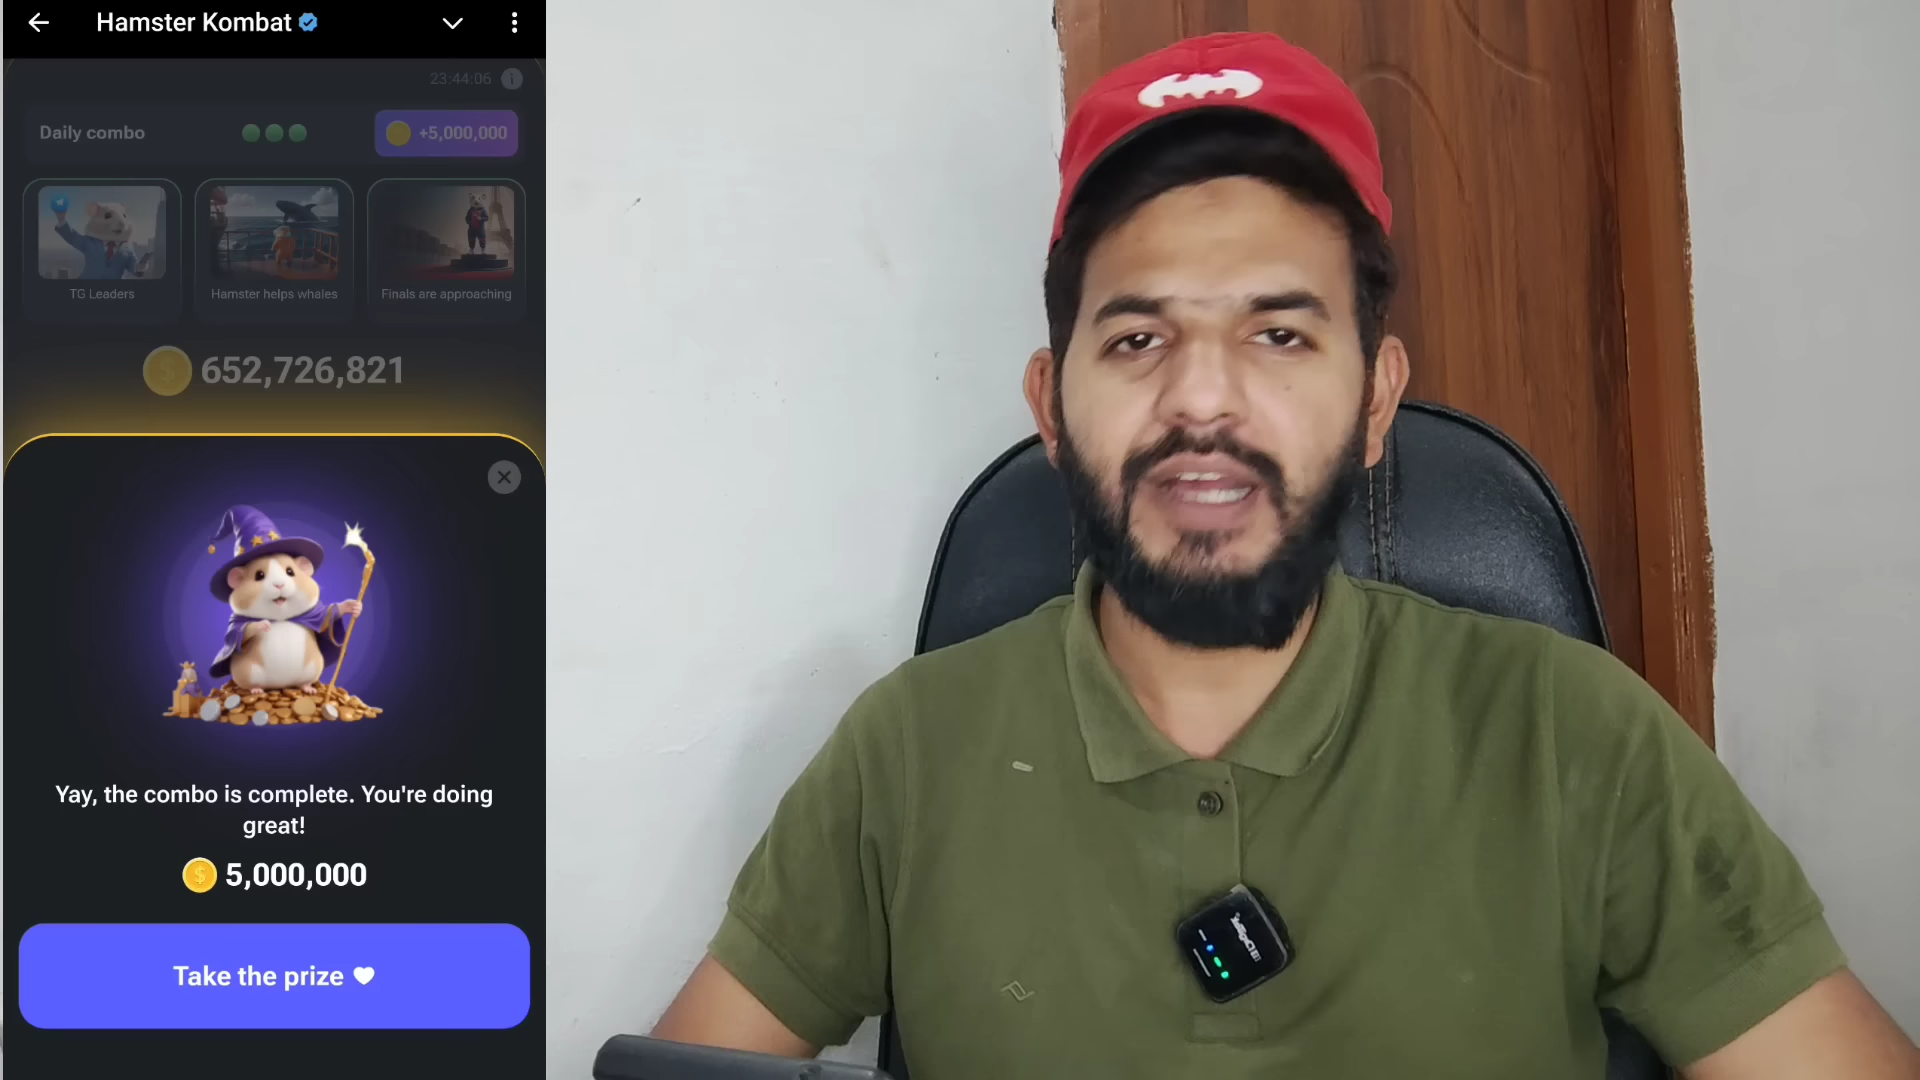 Hamster Kombat
23:44:06
Daily combo
+5,000,000
TG Leaders
Hamster helps whales
Finals are approaching
652,726,821
Yay, the combo is complete. You're doing
great!
5,000,000
Take the prize